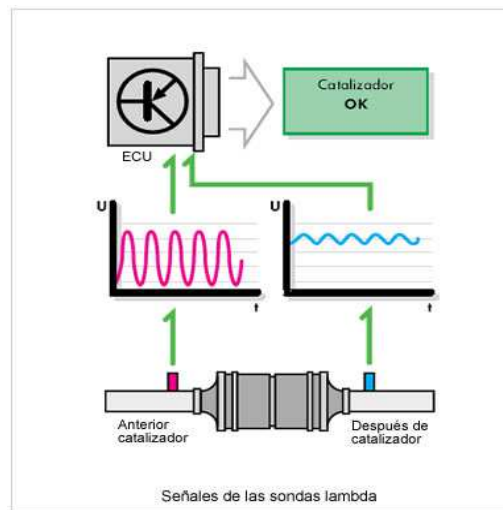 Catalizador
OK
ECU
U
t
U
t
Anterior
catalizador
Después de
catalizador
Señales de las sondas lambda